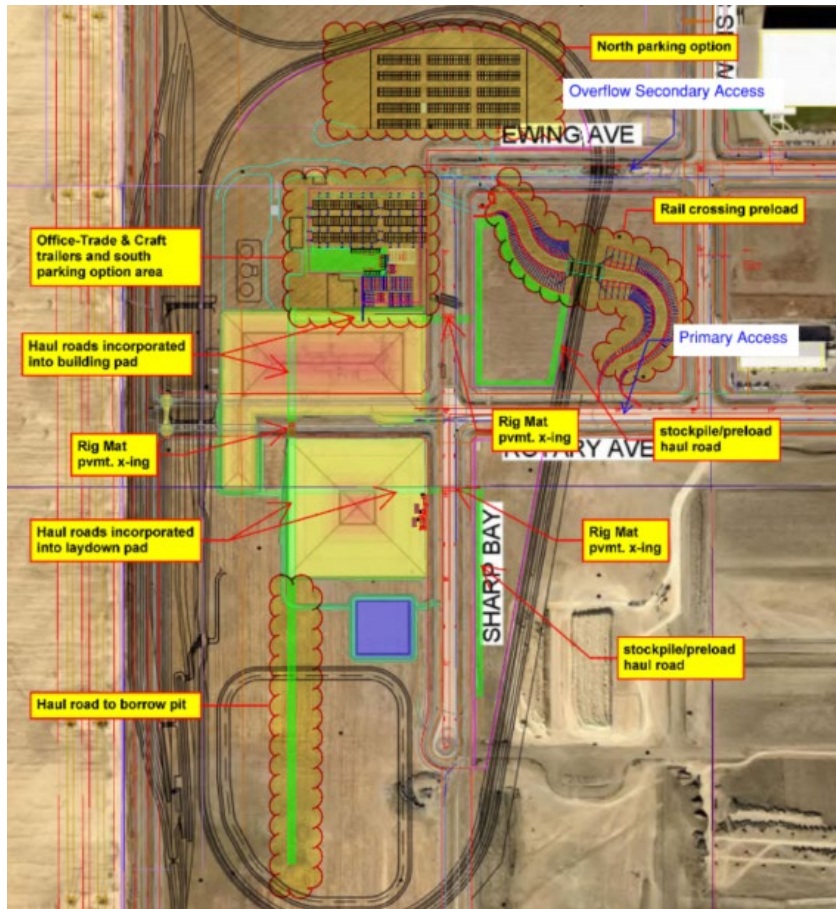 North parking option
Overflow Secondary Access
EWING AVE
Rail crossing preload
Office-Trade & Craft
trailers and south
parking option area
Primary Access
Haul roads incorporated
into building pad
Rig Mat
pvmt. x-ing
Rig Mat
pvmt. x-ing
stockpile/preload
haul road
ROTARY AVE
Haul roads incorporated
into laydown pad
Rig Mat
pvmt. x-ing
SHARP BAY
stockpile/preload
haul road
Haul road to borrow pit